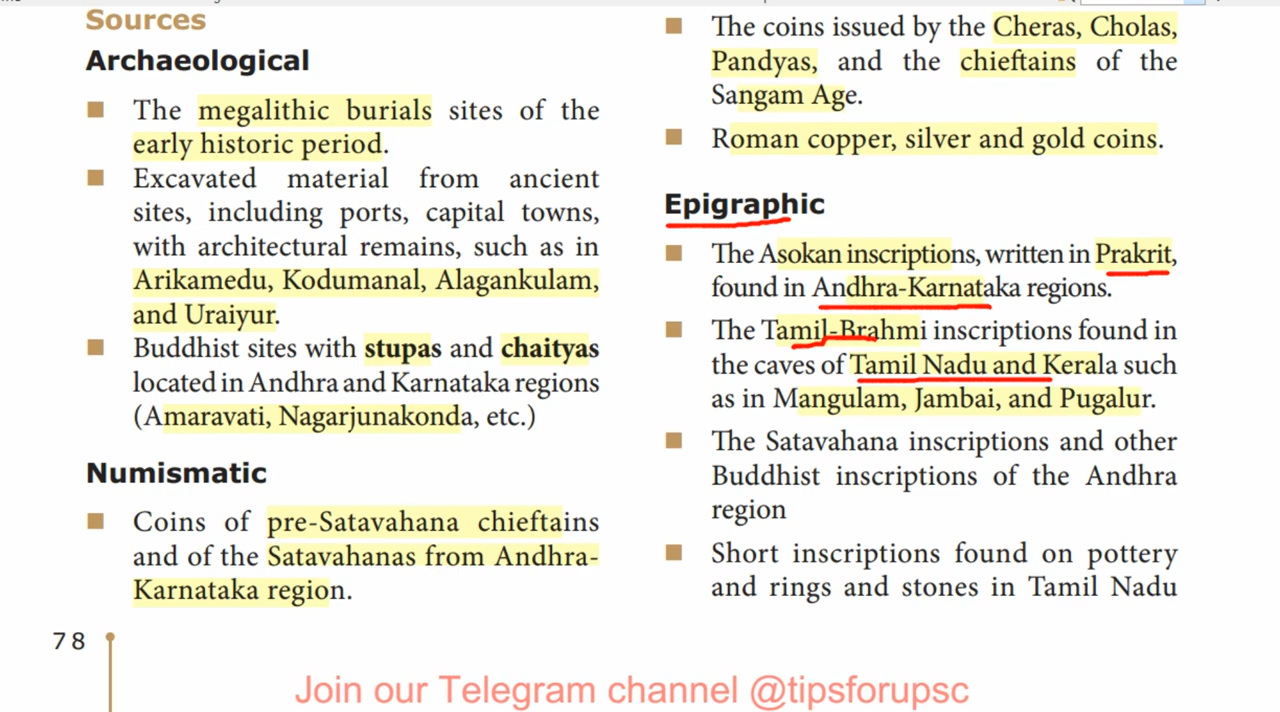 Sources
Archaeological
■ The megalithic burials sites of the
early historic period.
■ Excavated material from ancient
sites, including ports, capital towns,
with architectural remains, such as in
Arikamedu, Kodumanal, Alagankulam,
and Uraiyur.
■ Buddhist sites with stupas and chaityas
located in Andhra and Karnataka regions
(Amaravati, Nagarjunakonda, etc.)
Numismatic
■ Coins of pre-Satavahana chieftains
and of the Satavahanas from Andhra-
Karnataka region.
78
■ The coins issued by the Cheras, Cholas,
Pandyas, and the chieftains of the
Sangam Age.
■ Roman copper, silver and gold coins.
Epigraphic
■ The Asokan inscriptions, written in Prakrit,
found in Andhra-Karnataka regions.
■ The Tamil-Brahmi inscriptions found in
the caves of Tamil Nadu and Kerala such
as in Mangulam, Jambai, and Pugalur.
■ The Satavahana inscriptions and other
Buddhist inscriptions of the Andhra
region
■ Short inscriptions found on pottery
and rings and stones in Tamil Nadu
Join our Telegram channel @tipsforupsc